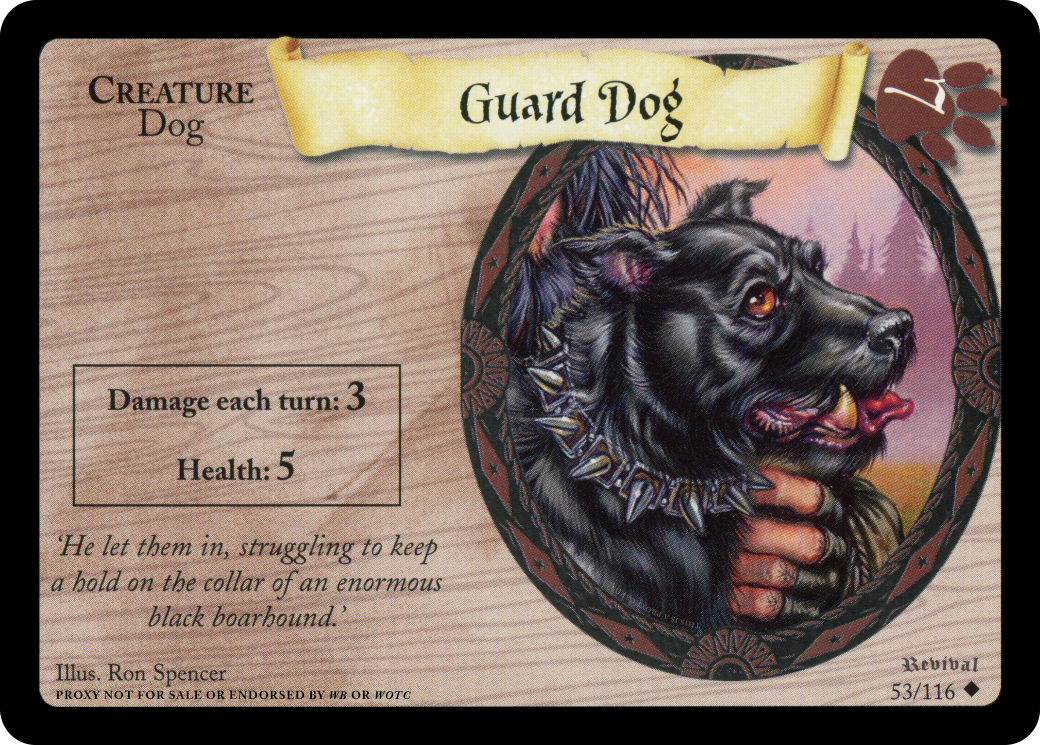 Guard Dog
Creature
Dog
Damage each turn: 3
Health: 5
‘He let them in, struggling to keep
a hold on the collar of an enormous
black boarhound.’
Illus. Ron Spencer
PROXY NOT FOR SALE OR ENDORSED BY WB OR WOTC
Revival
53/116